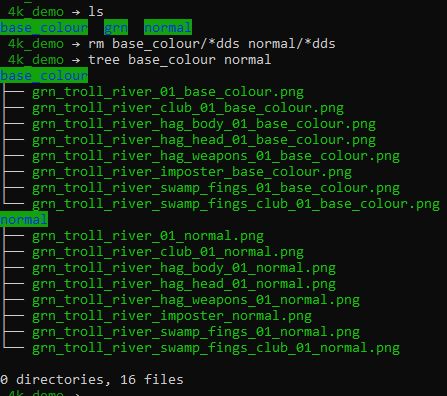 4k_demo → ls
base_colour grn normal
4k_demo → rm base_colour/*dds normal/*dds
4k_demo → tree base_colour normal
base_colour
├── grn_troll_river_01_base_colour.png
├── grn_troll_river_club_01_base_colour.png
├── grn_troll_river_hag_body_01_base_colour.png
├── grn_troll_river_hag_head_01_base_colour.png
├── grn_troll_river_hag_weapons_01_base_colour.png
├── grn_troll_river_imposter_base_colour.png
├── grn_troll_river_swamp_fings_01_base_colour.png
└── grn_troll_river_swamp_fings_club_01_base_colour.png
normal
├── grn_troll_river_01_normal.png
├── grn_troll_river_club_01_normal.png
├── grn_troll_river_hag_body_01_normal.png
├── grn_troll_river_hag_head_01_normal.png
├── grn_troll_river_hag_weapons_01_normal.png
├── grn_troll_river_imposter_normal.png
├── grn_troll_river_swamp_fings_01_normal.png
└── grn_troll_river_swamp_fings_club_01_normal.png
0 directories, 16 files
4k_demo →